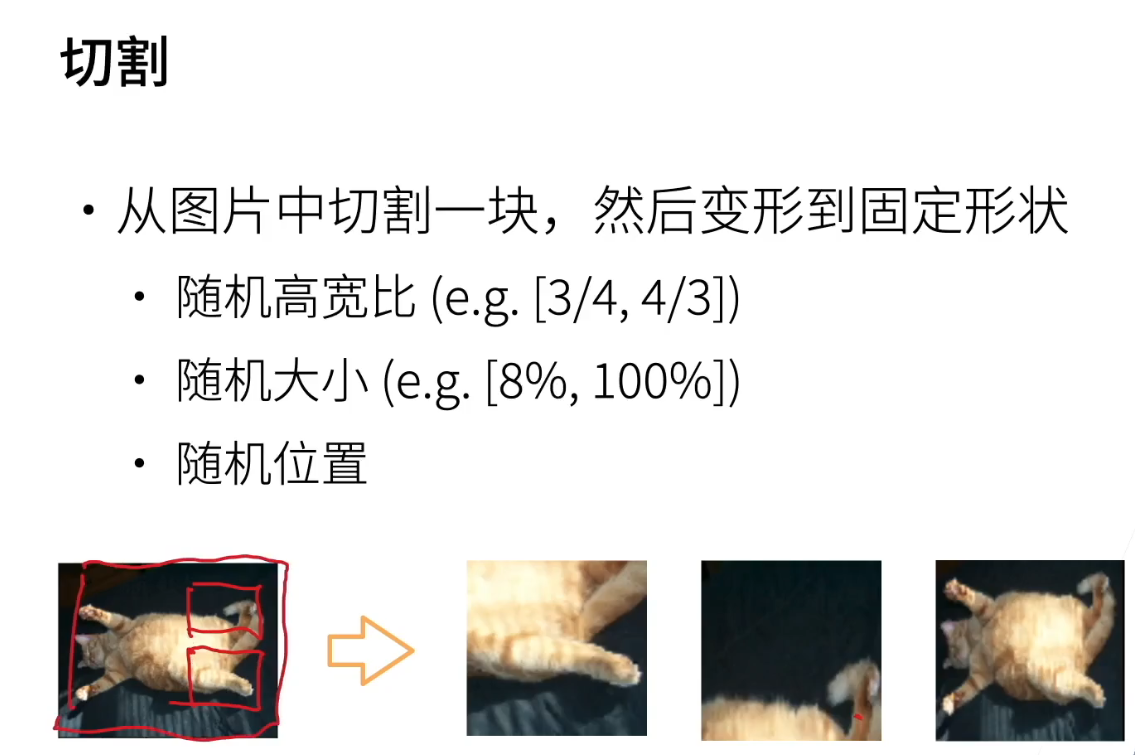 切割
• 从图片中切割一块，然后变形到固定形状
• 随机高宽比 (e.g. [3/4, 4/3])
• 随机大小 (e.g. [8%, 100%])
• 随机位置